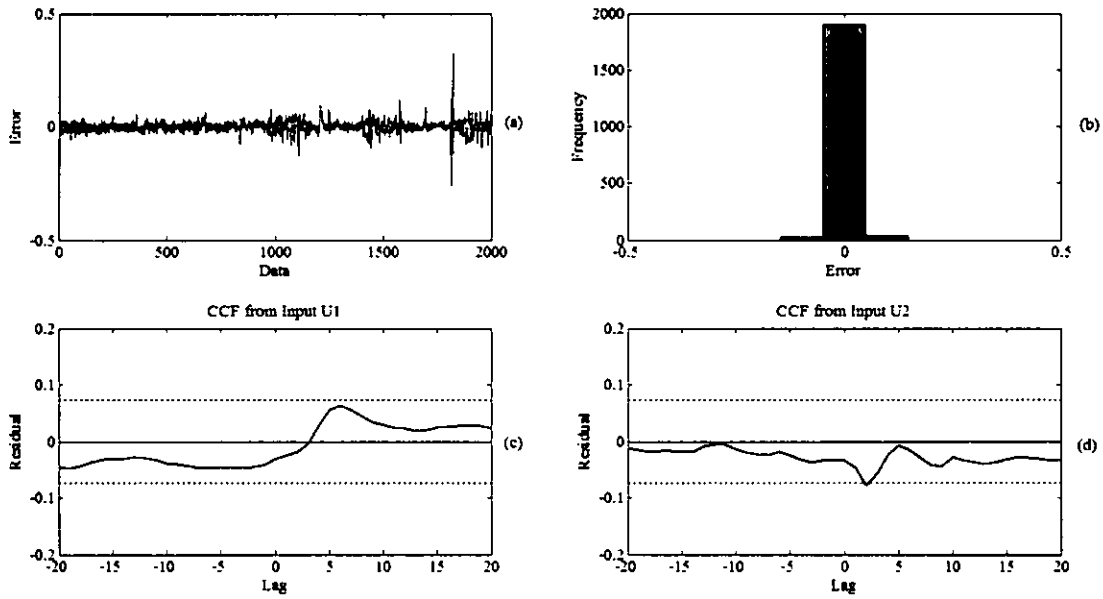 0.5
0
-0.5
Error
0 500 1000 1500 2000
Data
(a)
2000
1500
1000
500
0
Frequency
-0.5 0 0.5
Error
(b)
CCF from Input U1
0.2
0.1
0
-0.1
-0.2
Residual
-20 -15 -10 -5 0 5 10 15 20
Lag
(c)
CCF from Input U2
0.2
0.1
0
-0.1
-0.2
Residual
-20 -15 -10 -5 0 5 10 15 20
Lag
(d)